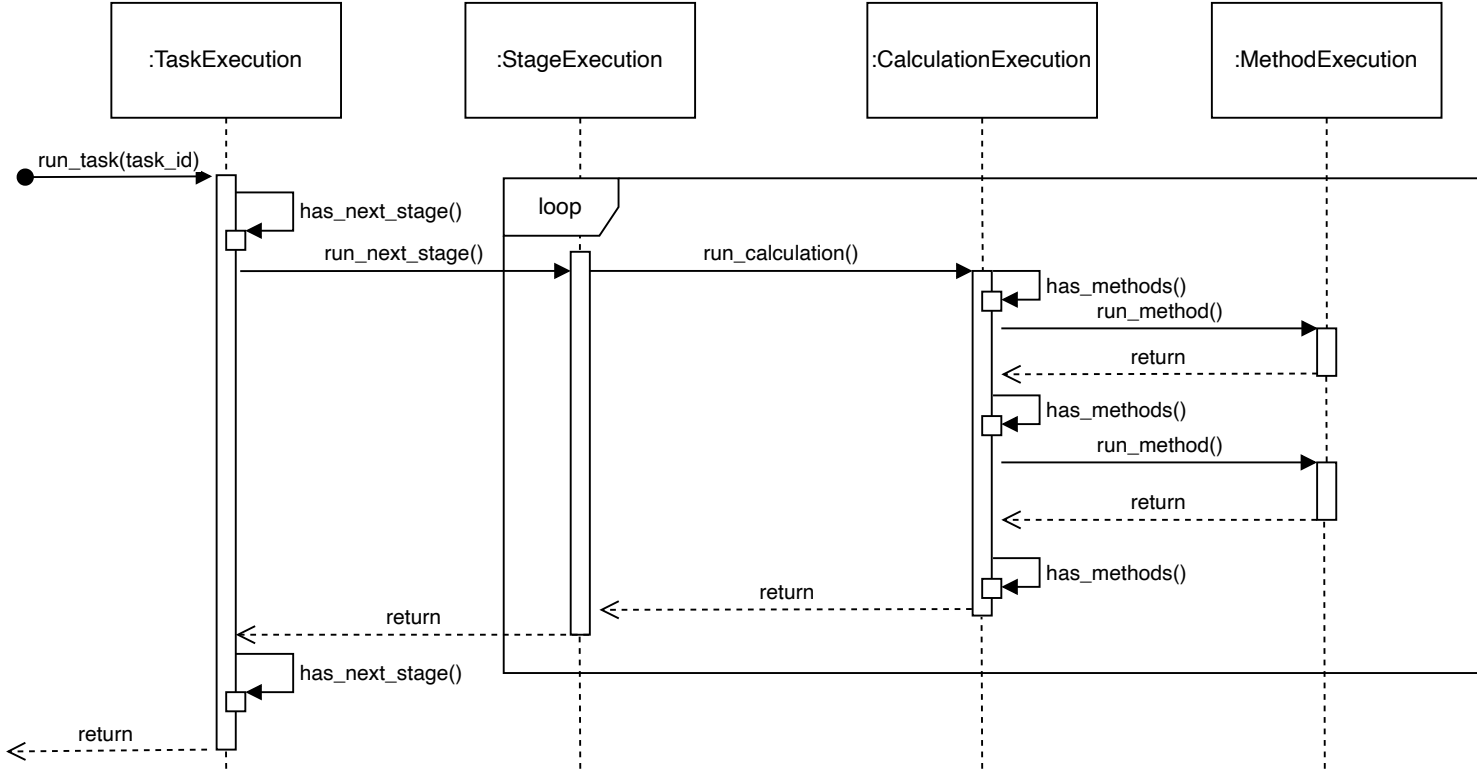 :TaskExecution
:StageExecution
:CalculationExecution
:MethodExecution
run_task(task_id)
has_next_stage()
loop
run_next_stage()
run_calculation()
has_methods()
run_method()
return
has_methods()
run_method()
return
has_methods()
return
return
has_next_stage()
return